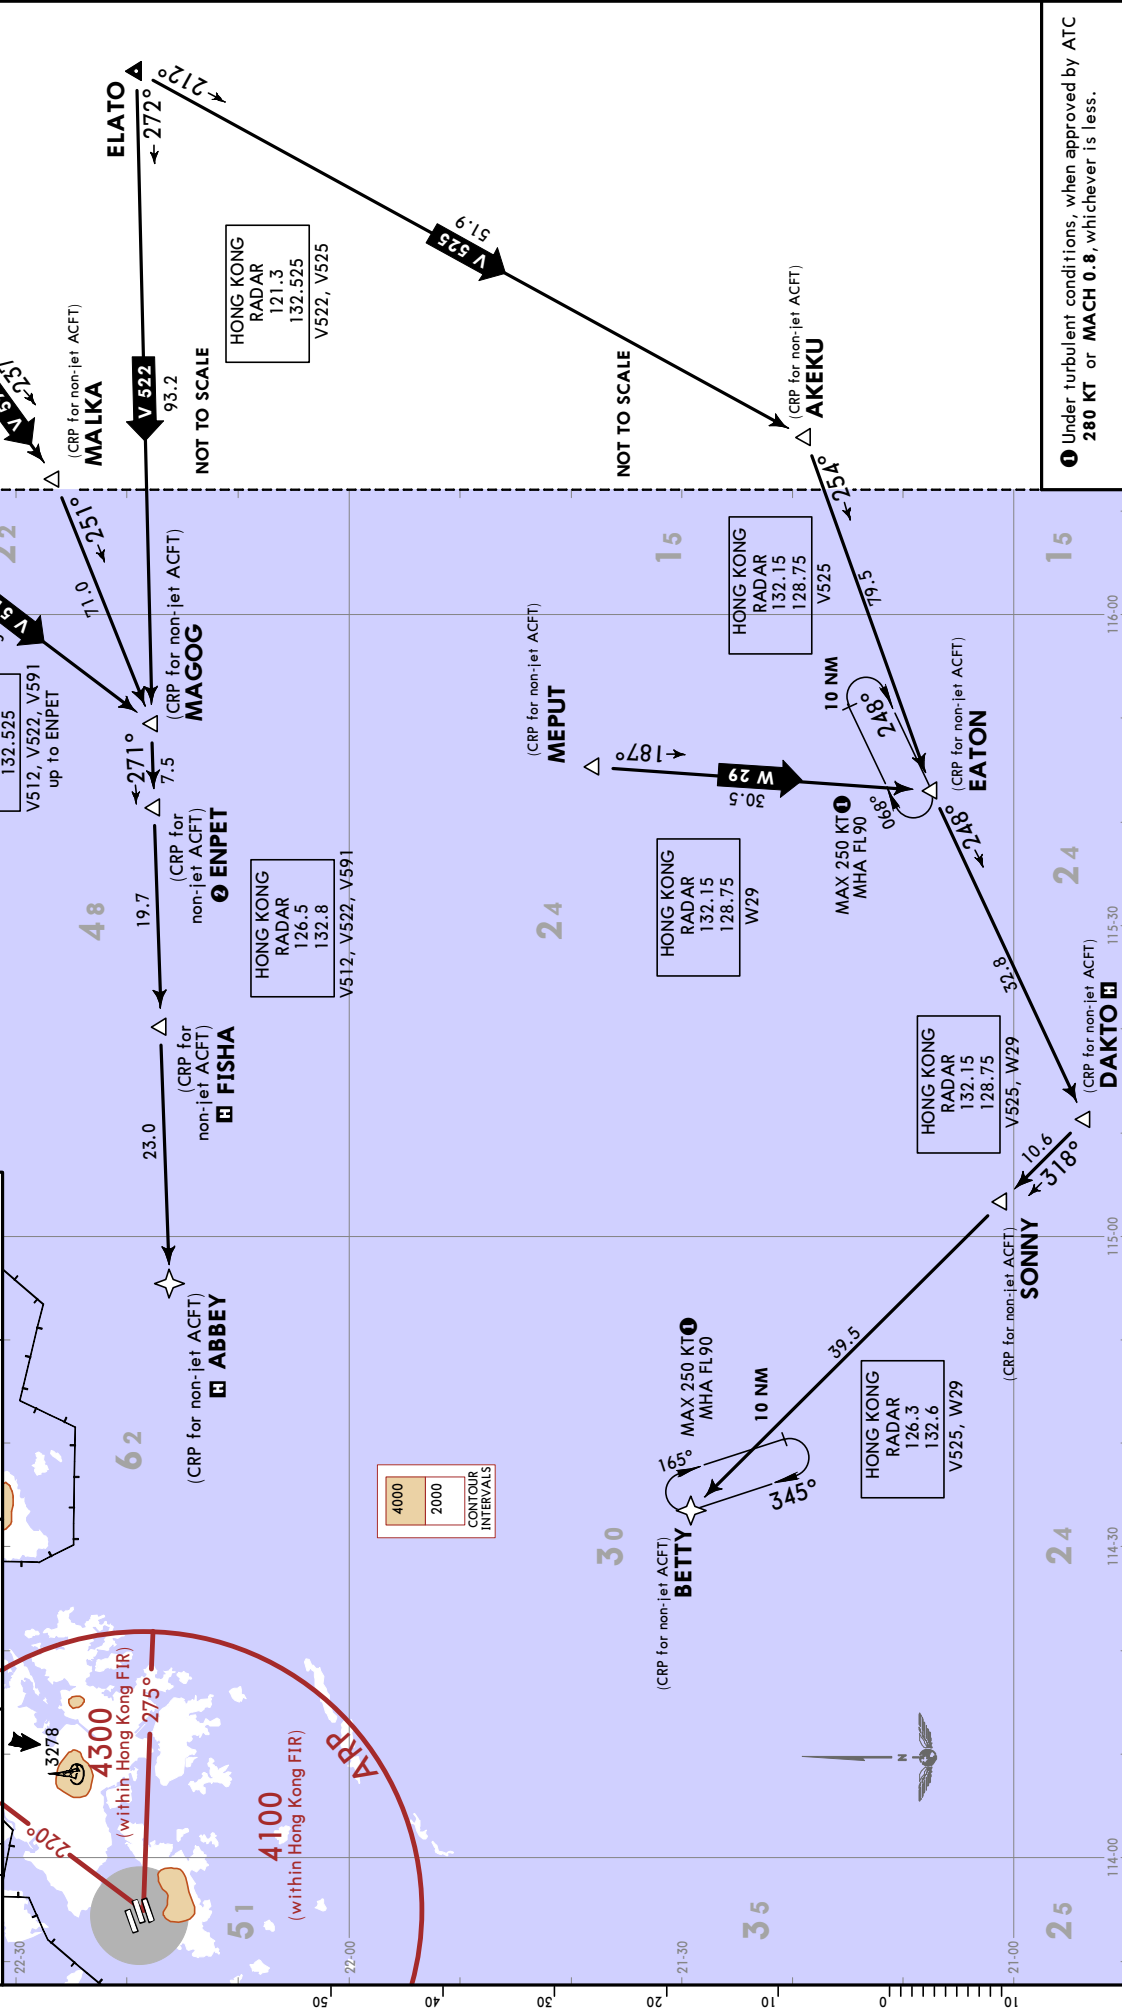 ELATO
272°
212°
V 525
51.9
V 522
93.2
HONG KONG
RADAR
121.3
132.525
V522, V525
NOT TO SCALE
NOT TO SCALE
237
(CRP for non-jet ACFT)
MALKA
251°
71.0
(CRP for non-jet ACFT)
AKEKU
254°
79.5
❶ Under turbulent conditions, when approved by ATC
280 KT or MACH 0.8, whichever is less.
22
15
15
116-00
HONG KONG
RADAR
132.15
128.75
V525
132.525
V512, V522, V591
up to ENPET
(CRP for non-jet ACFT)
MAGOG
271°
7.5
(CRP for
non-jet ACFT)
❷ ENPET
19.7
48
HONG KONG
RADAR
126.5
132.8
V512, V522, V591
(CRP for
non-jet ACFT)
H FISHA
23.0
(CRP for non-jet ACFT)
H ABBEY
62
(CRP for non-jet ACFT)
MEPUT
187°
W 29
30.5
10 NM
248°
068°
MAX 250 KT❶
MHA FL90
(CRP for non-jet ACFT)
EATON
248°
32.8
24
24
HONG KONG
RADAR
132.15
128.75
W29
115-30
HONG KONG
RADAR
132.15
128.75
V525, W29
(CRP for non-jet ACFT)
DAKTO H
10.6
318°
(CRP for non-jet ACFT)
SONNY
115-00
39.5
MAX 250 KT❶
MHA FL90
10 NM
165°
345°
(CRP for non-jet ACFT)
BETTY
HONG KONG
RADAR
126.3
132.6
V525, W29
4000
2000
CONTOUR
INTERVALS
30
24
114-30
3278
4300
(within Hong Kong FIR)
275°
220°
4100
(within Hong Kong FIR)
ARP
N
51
35
25
114-00
22-30
22-00
21-30
21-00
50
40
30
20
10
0
10